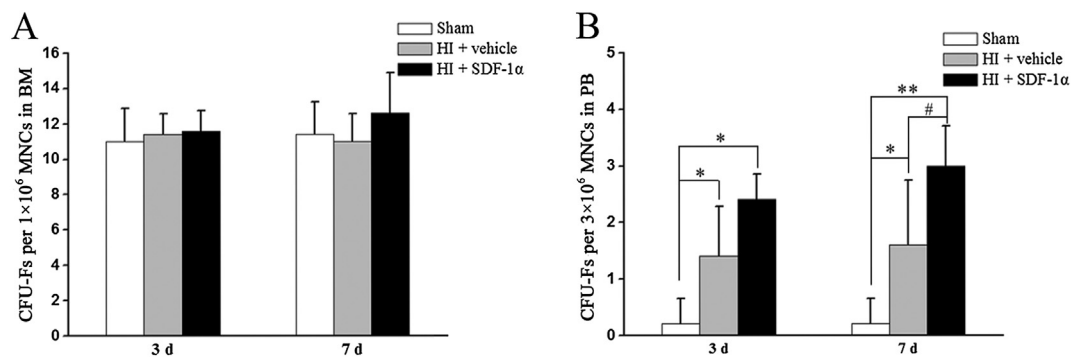 A
Sham
HI + vehicle
HI + SDF-1α
CFU-Fs per 1×10⁶ MNCs in BM
16
14
12
10
8
6
4
2
0
3 d
7 d
B
Sham
HI + vehicle
HI + SDF-1α
CFU-Fs per 3×10⁶ MNCs in PB
5
4
3
2
1
0
**
#
*
*
*
3 d
7 d